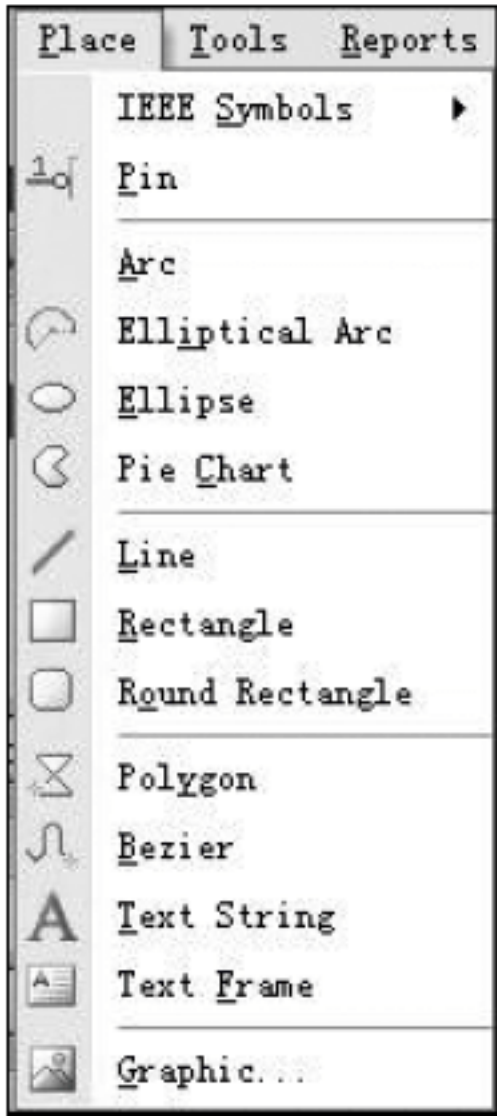 Place Tools Reports
IEEE Symbols
Pin
Arc
Elliptical Arc
Ellipse
Pie Chart
Line
Rectangle
Round Rectangle
Polygon
Bezier
Text String
Text Frame
Graphic...